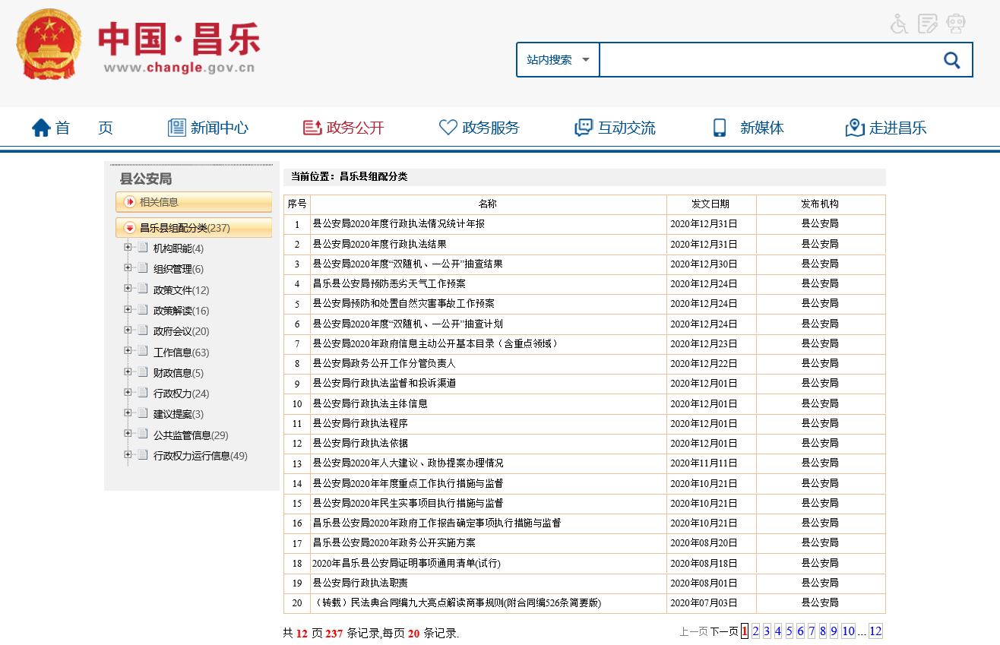 中国·昌乐
www.changle.gov.cn
站内搜索
首 页 新闻中心 政务公开 政务服务 互动交流 新媒体 走进昌乐
县公安局
相关信息
昌乐县组配分类(237)
机构职能(4)
组织管理(6)
政策文件(12)
政策解读(16)
政府会议(20)
工作信息(63)
财政信息(5)
行政权力(24)
建议提案(3)
公共监管信息(29)
行政权力运行信息(49)
当前位置：昌乐县组配分类
序号 名称 发文日期 发布机构
1 县公安局2020年度行政执法情况统计年报 2020年12月31日 县公安局
2 县公安局2020年度行政执法结果 2020年12月31日 县公安局
3 县公安局2020年度“双随机、一公开”抽查结果 2020年12月30日 县公安局
4 昌乐县公安局预防恶劣天气工作预案 2020年12月24日 县公安局
5 县公安局预防和处置自然灾害事故工作预案 2020年12月24日 县公安局
6 县公安局2020年度“双随机、一公开”抽查计划 2020年12月24日 县公安局
7 县公安局2020年政府信息主动公开基本目录（含重点领域） 2020年12月23日 县公安局
8 县公安局政务公开工作分管负责人 2020年12月22日 县公安局
9 县公安局行政执法监督和投诉渠道 2020年12月01日 县公安局
10 县公安局行政执法主体信息 2020年12月01日 县公安局
11 县公安局行政执法程序 2020年12月01日 县公安局
12 县公安局行政执法依据 2020年12月01日 县公安局
13 县公安局2020年人大建议、政协提案办理情况 2020年11月11日 县公安局
14 县公安局2020年年度重点工作执行措施与监督 2020年10月21日 县公安局
15 县公安局2020年民生实事项目执行措施与监督 2020年10月21日 县公安局
16 昌乐县公安局2020年政府工作报告确定事项执行措施与监督 2020年10月21日 县公安局
17 昌乐县公安局2020年政务公开实施方案 2020年08月20日 县公安局
18 2020年昌乐县公安局证明事项通用清单(试行) 2020年08月18日 县公安局
19 县公安局行政执法职责 2020年08月01日 县公安局
20 （转载）民法典合同编九大亮点解读商事规则(附合同编526条简要版) 2020年07月03日 县公安局
共 12 页 237 条记录,每页 20 条记录. 上一页 下一页 1 2 3 4 5 6 7 8 9 10 ... 12